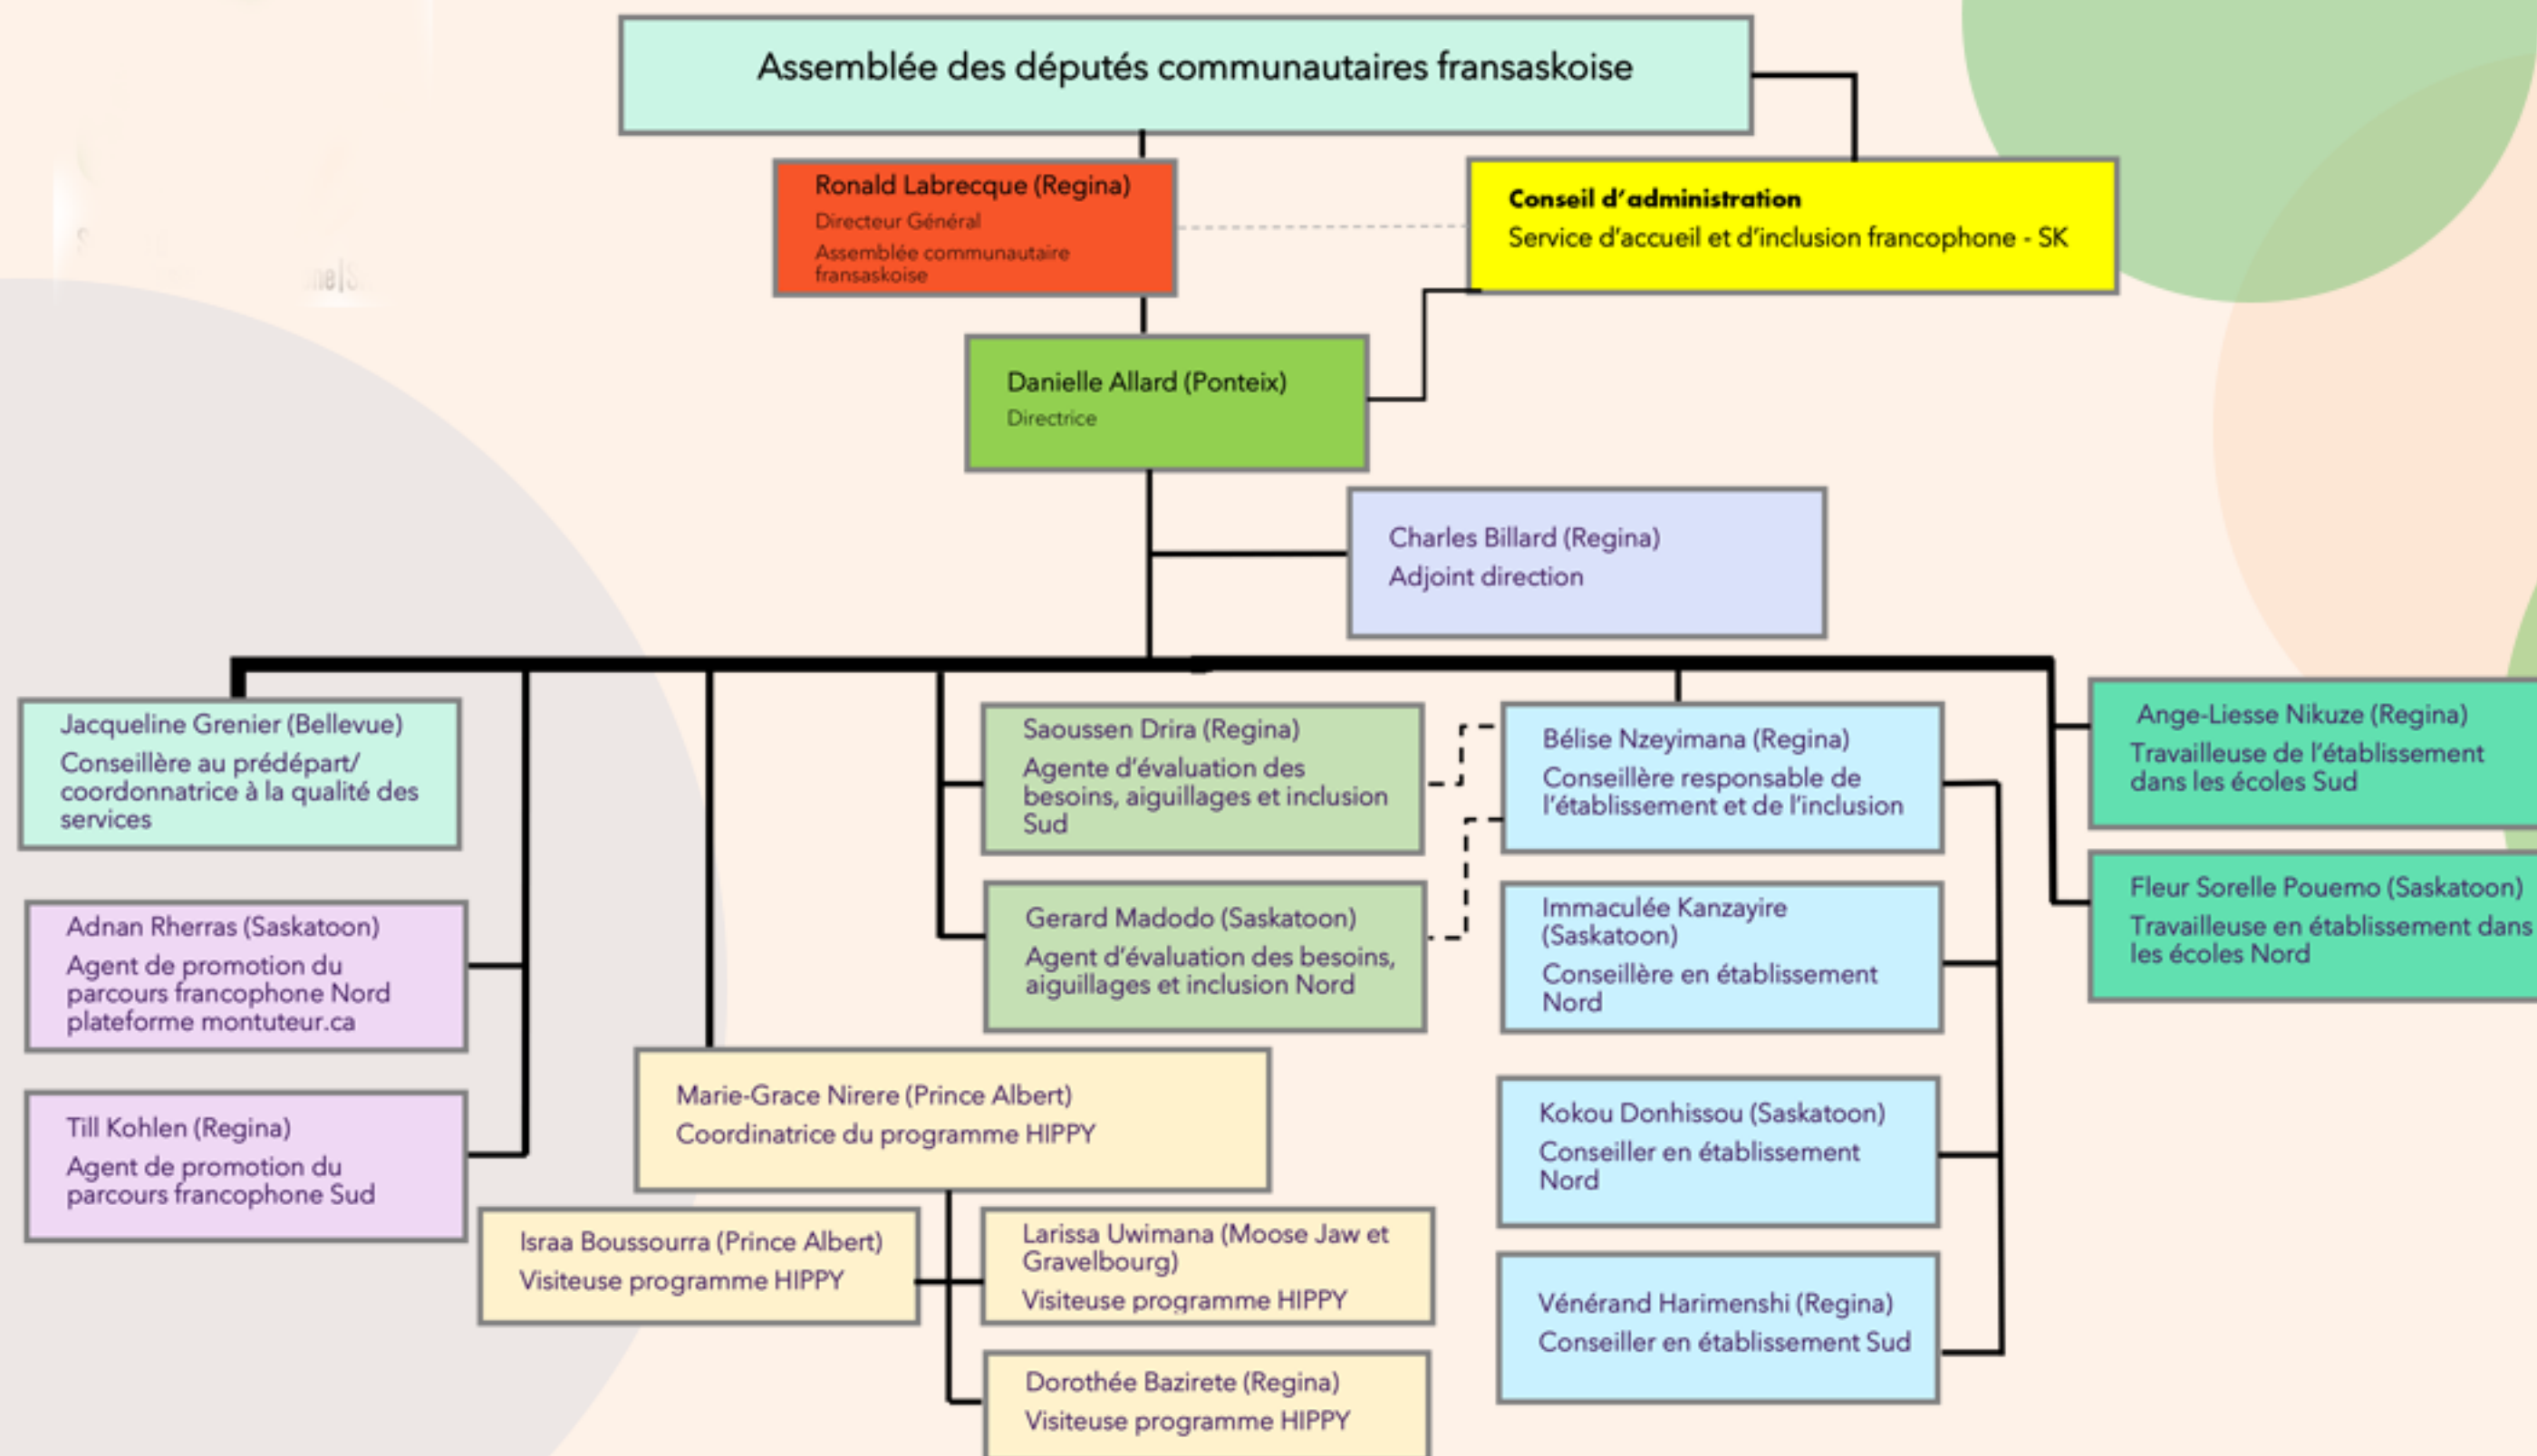 Assemblée des députés communautaires fransaskoise
Ronald Labrecque (Regina)
Directeur Général
Assemblée communautaire
fransaskoise
Conseil d'administration
Service d'accueil et d'inclusion francophone - SK
Danielle Allard (Ponteix)
Directrice
Charles Billard (Regina)
Adjoint direction
Jacqueline Grenier (Bellevue)
Conseillère au prédépart/
coordonnatrice à la qualité des
services
Adnan Rherras (Saskatoon)
Agent de promotion du
parcours francophone Nord
plateforme montuteur.ca
Till Kohlen (Regina)
Agent de promotion du
parcours francophone Sud
Marie-Grace Nirere (Prince Albert)
Coordinatrice du programme HIPPY
Israa Boussourra (Prince Albert)
Visiteuse programme HIPPY
Larissa Uwimana (Moose Jaw et
Gravelbourg)
Visiteuse programme HIPPY
Dorothée Bazirete (Regina)
Visiteuse programme HIPPY
Saoussen Drira (Regina)
Agente d'évaluation des
besoins, aiguillages et inclusion
Sud
Gerard Madodo (Saskatoon)
Agent d'évaluation des besoins,
aiguillages et inclusion Nord
Bélise Nzeyimana (Regina)
Conseillère responsable de
l'établissement et de l'inclusion
Immaculée Kanzayire
(Saskatoon)
Conseillère en établissement
Nord
Kokou Donhissou (Saskatoon)
Conseiller en établissement
Nord
Vénérand Harimenshi (Regina)
Conseiller en établissement Sud
Ange-Liesse Nikuze (Regina)
Travailleuse de l'établissement
dans les écoles Sud
Fleur Sorelle Pouemo (Saskatoon)
Travailleuse en établissement dans
les écoles Nord